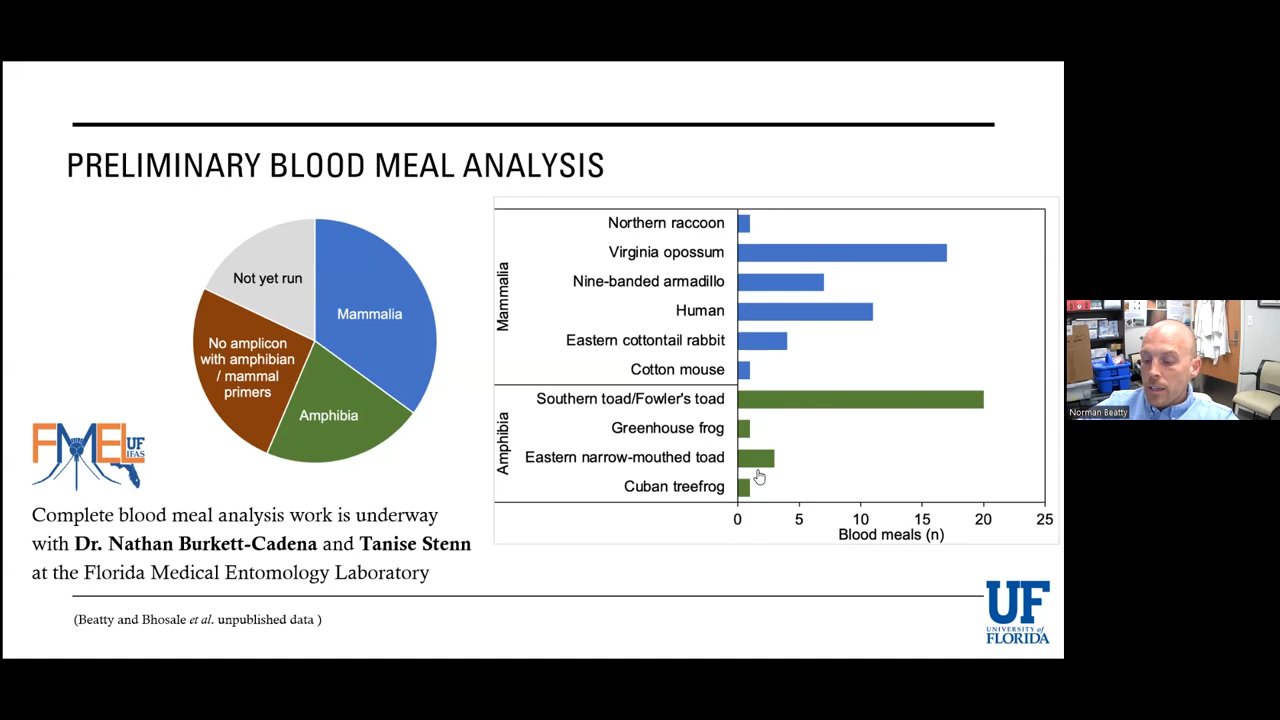 PRELIMINARY BLOOD MEAL ANALYSIS
Not yet run
Mammalia
No amplicon
with amphibian
/ mammal
primers
Amphibia
Mammalia
Northern raccoon
Virginia opossum
Nine-banded armadillo
Human
Eastern cottontail rabbit
Cotton mouse
Amphibia
Southern toad/Fowler's toad
Greenhouse frog
Eastern narrow-mouthed toad
Cuban treefrog
0 5 10 15 20 25
Blood meals (n)
FMEL UF
IFAS
Complete blood meal analysis work is underway
with Dr. Nathan Burkett-Cadena and Tanise Stenn
at the Florida Medical Entomology Laboratory
(Beatty and Bhosale et al. unpublished data )
UF
UNIVERSITY of
FLORIDA
Norman Beatty